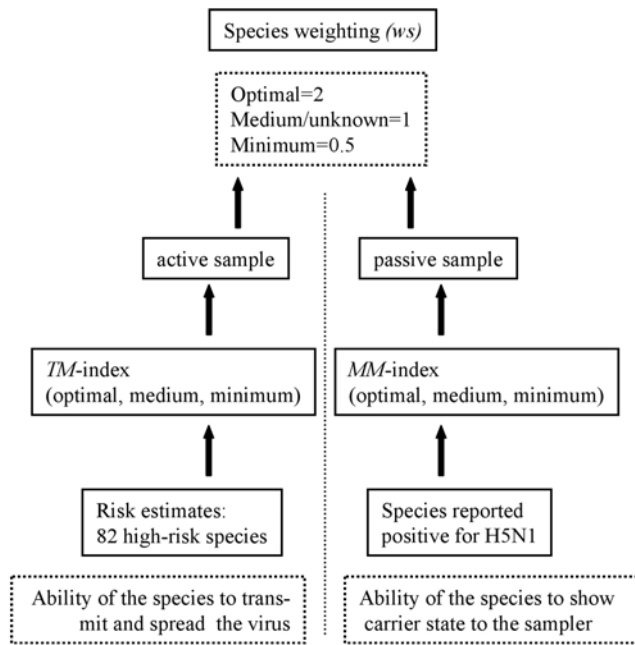 Species weighting (ws)
Optimal=2
Medium/unknown=1
Minimum=0.5
active sample
passive sample
TM-index
(optimal, medium, minimum)
MM-index
(optimal, medium, minimum)
Risk estimates:
82 high-risk species
Species reported
positive for H5N1
Ability of the species to trans-
mit and spread the virus
Ability of the species to show
carrier state to the sampler